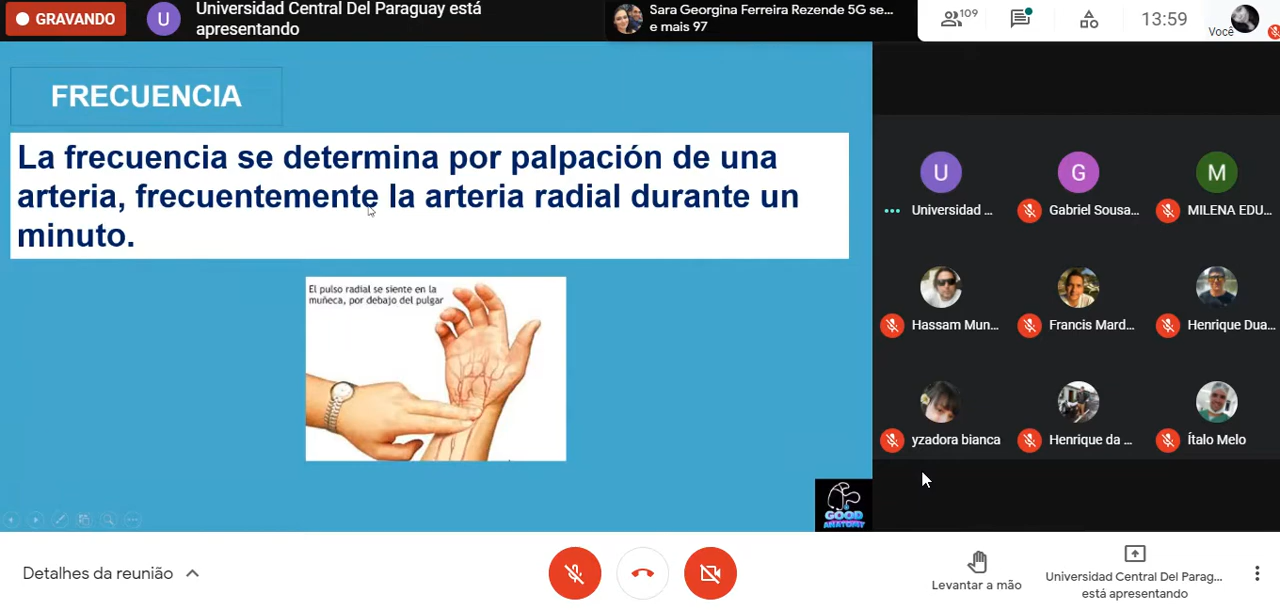 GRAVANDO
U
Universidad Central Del Paraguay está
apresentando
Sara Georgina Ferreira Rezende 5G se...
e mais 97
109
13:59
Você
FRECUENCIA
La frecuencia se determina por palpación de una
arteria, frecuentemente la arteria radial durante un
minuto.
El pulso radial se siente en la
muñeca, por debajo del pulgar
GOOD
ANATOMY
U
G
M
Universidad ...
Gabriel Sousa...
MILENA EDU...
Hassam Mun...
Francis Mard...
Henrique Dua...
yzadora bianca
Henrique da ...
Ítalo Melo
Detalhes da reunião
Levantar a mão
Universidad Central Del Parag...
está apresentando